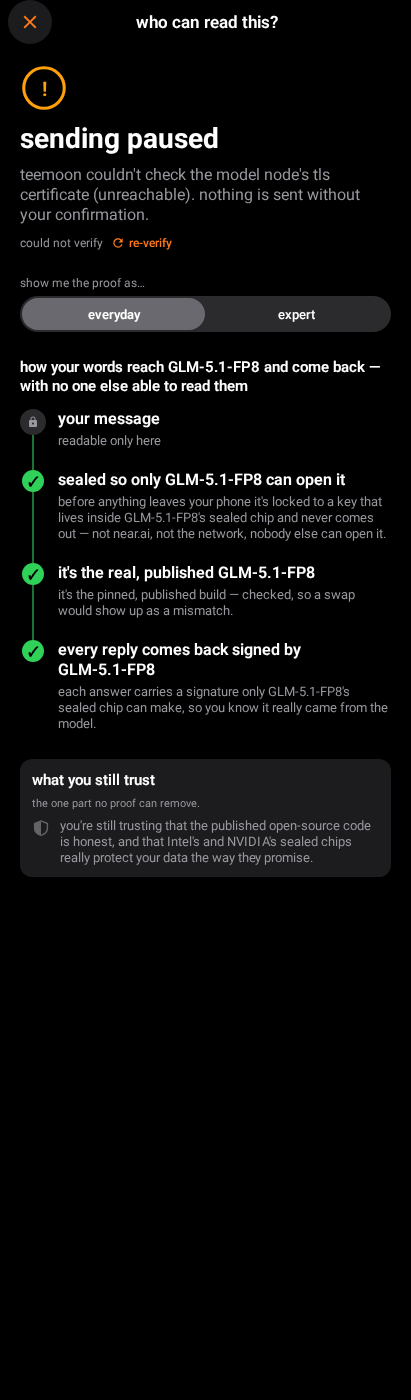 who can read this?
!
sending paused
teemoon couldn't check the model node's tls
certificate (unreachable). nothing is sent without
your confirmation.
could not verify re-verify
show me the proof as…
everyday expert
how your words reach GLM-5.1-FP8 and come back —
with no one else able to read them
your message
readable only here
sealed so only GLM-5.1-FP8 can open it
before anything leaves your phone it's locked to a key that
lives inside GLM-5.1-FP8's sealed chip and never comes
out — not near.ai, not the network, nobody else can open it.
it's the real, published GLM-5.1-FP8
it's the pinned, published build — checked, so a swap
would show up as a mismatch.
every reply comes back signed by
GLM-5.1-FP8
each answer carries a signature only GLM-5.1-FP8's
sealed chip can make, so you know it really came from the
model.
what you still trust
the one part no proof can remove.
you're still trusting that the published open-source code
is honest, and that Intel's and NVIDIA's sealed chips
really protect your data the way they promise.